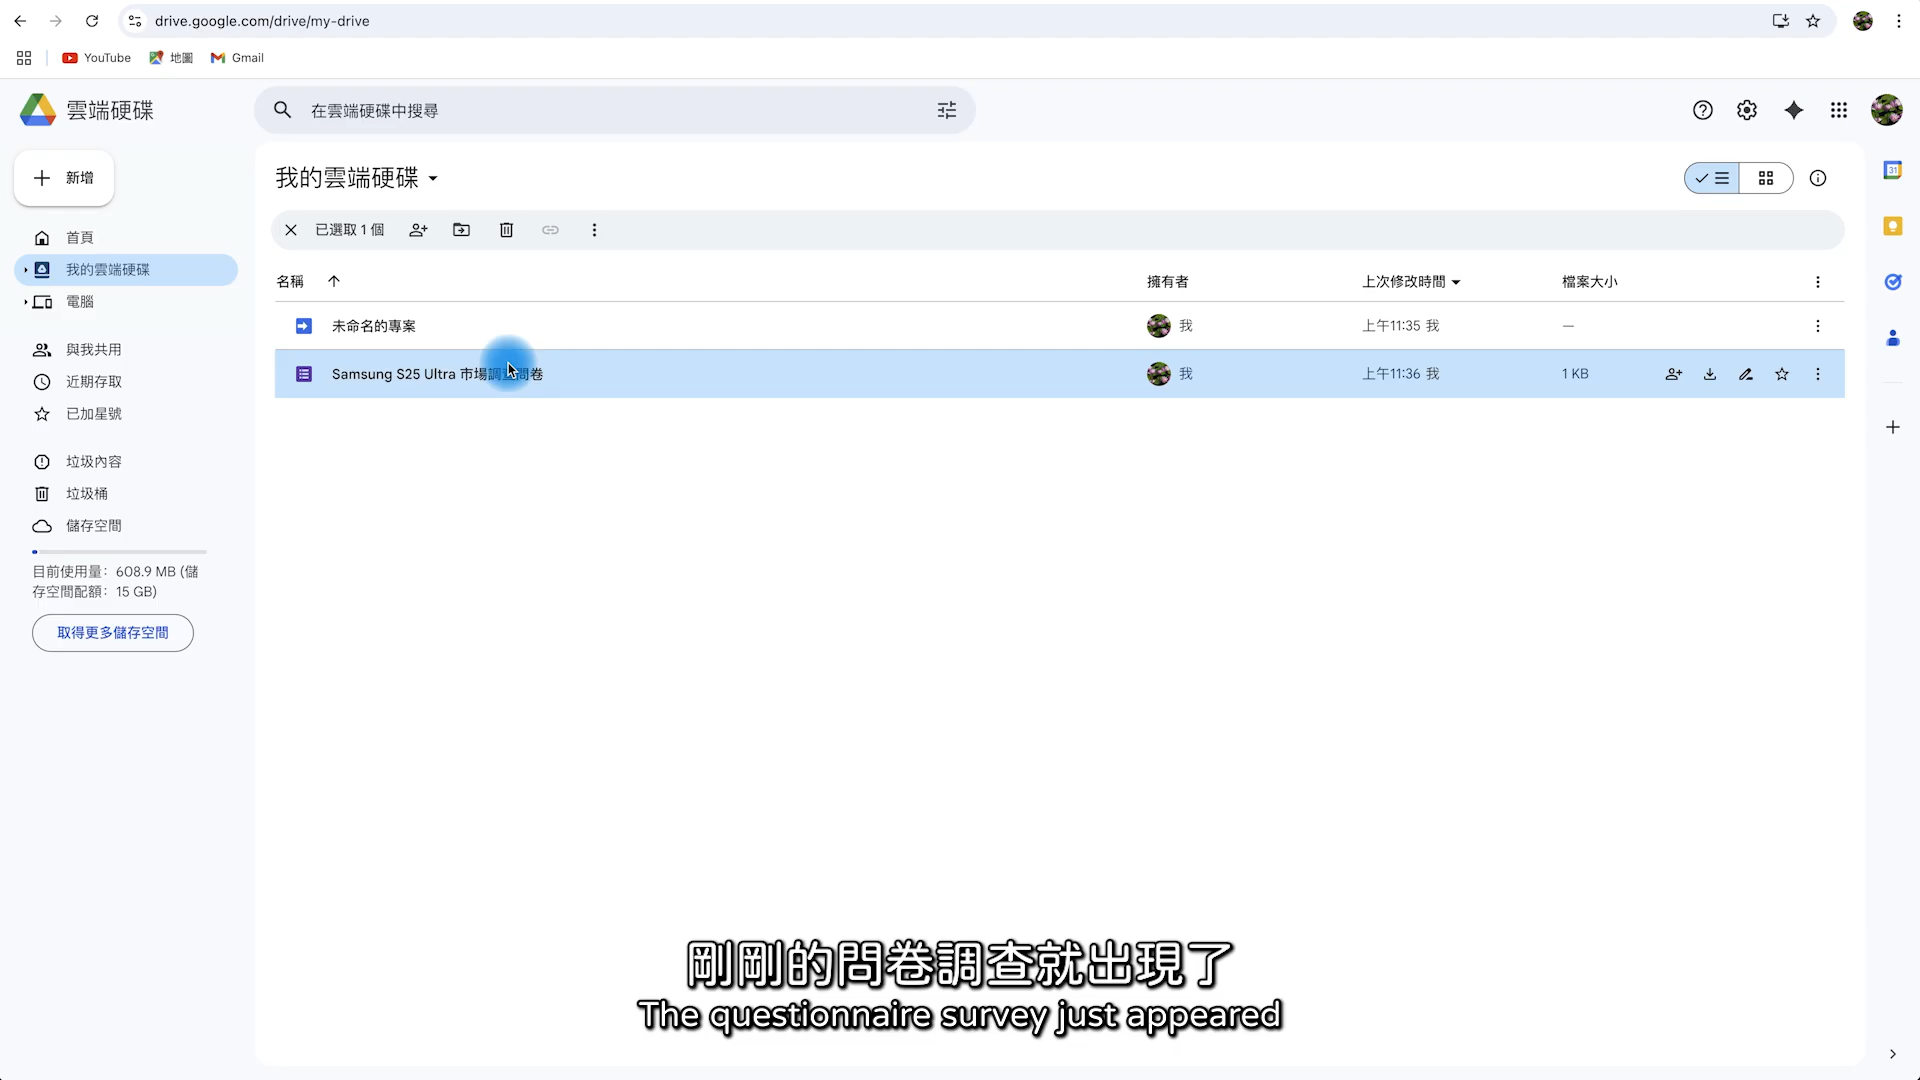 drive.google.com/drive/my-drive
YouTube 地圖 Gmail
雲端硬碟
在雲端硬碟中搜尋
新增
首頁
我的雲端硬碟
電腦
與我共用
近期存取
已加星號
垃圾內容
垃圾桶
儲存空間
目前使用量： 608.9 MB (儲
存空間配額： 15 GB)
取得更多儲存空間
我的雲端硬碟
已選取 1 個
名稱 擁有者 上次修改時間 檔案大小
未命名的專案 我 上午11:35 我 —
Samsung S25 Ultra 市場調查問卷 我 上午11:36 我 1 KB
31
剛剛的問卷調查就出現了
The questionnaire survey just appeared